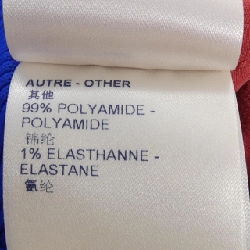 AUTRE - OTHER
其他
99% POLYAMIDE -
POLYAMIDE
锦纶
1% ELASTHANNE -
ELASTANE
氨纶